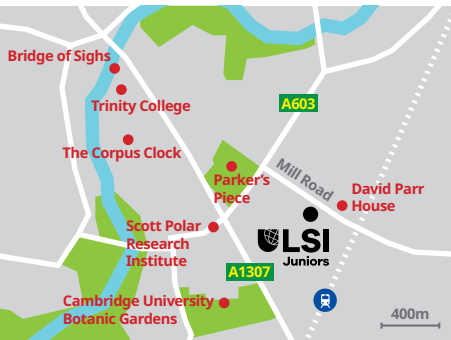 Bridge of Sighs
Trinity College
A603
The Corpus Clock
Mill Road
Parker's
Piece
David Parr
House
Scott Polar
Research
Institute
LSI
Juniors
A1307
Cambridge University
Botanic Gardens
400m